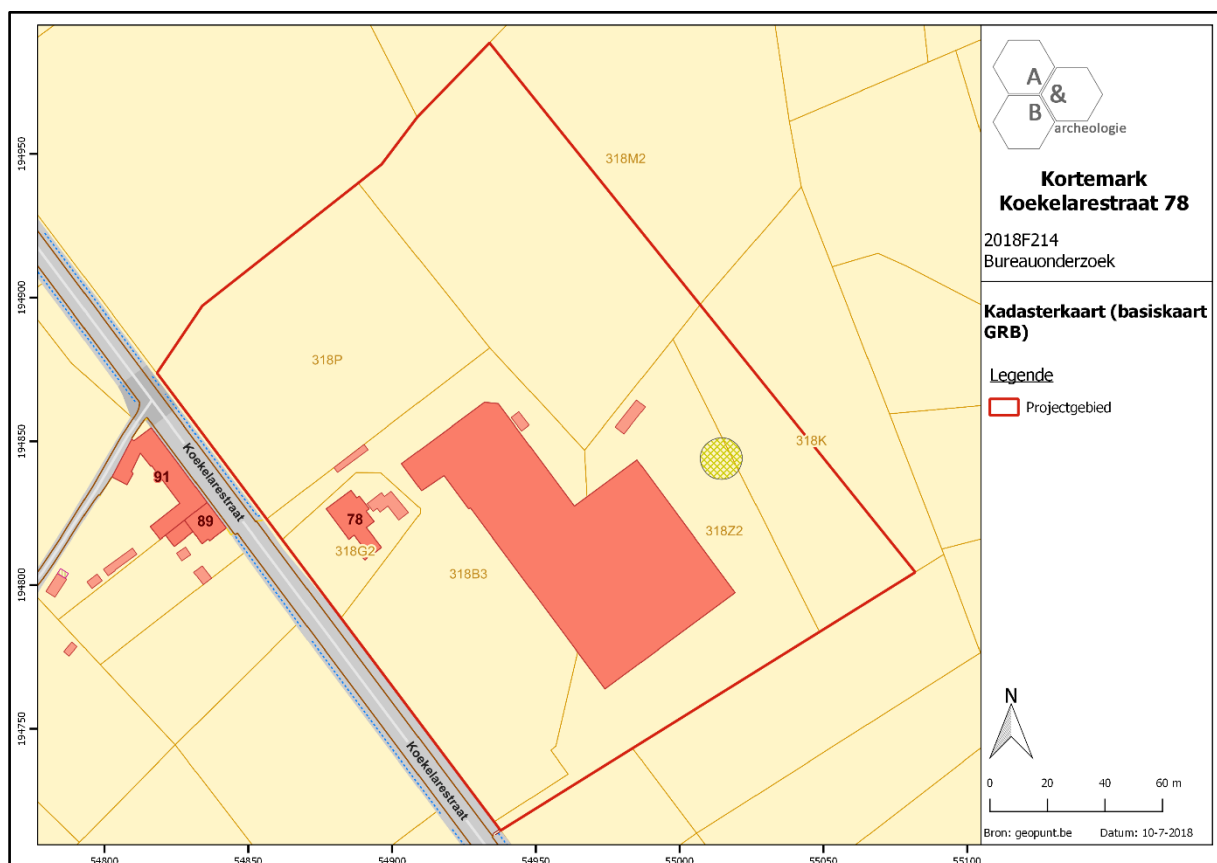 318M2
318P
318K
91
89
78
318G2
318Z2
318B3
Koekelarestraat
Koekelarestraat
194950
194900
194850
194800
194750
54800
54850
54900
54950
55000
55050
55100
A
&
B
archeologie
Kortemark
Koekelarestraat 78
2018F214
Bureauonderzoek
Kadasterkaart (basiskaart
GRB)
Legende
Projectgebied
N
0 15 30 60 m
Bron: geopunt.be Datum: 10-7-2018